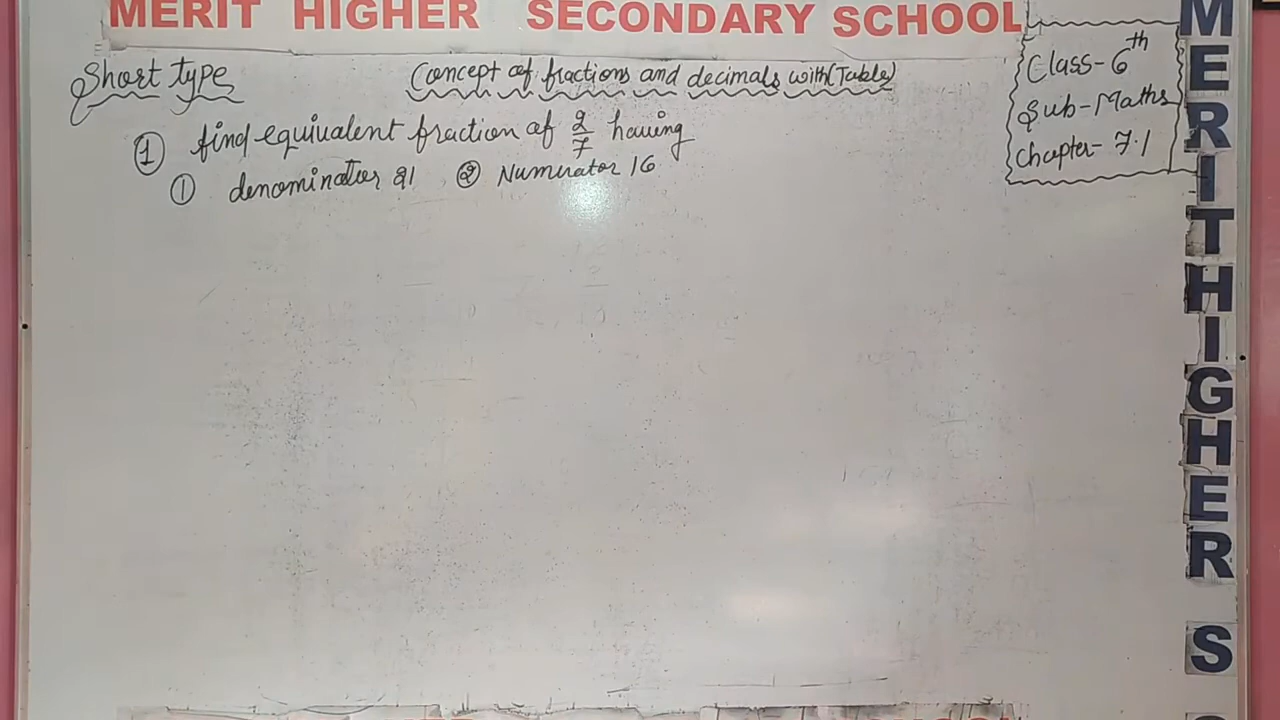 MERIT HIGHER SECONDARY SCHOOL
Short type
Concept of fractions and decimals with (Table)
Class-6th
Sub-Maths
Chapter-7.1
① find equivalent fraction of 2/7 having
① denominator 21 ② Numerator 16
MERIT HIGHER S